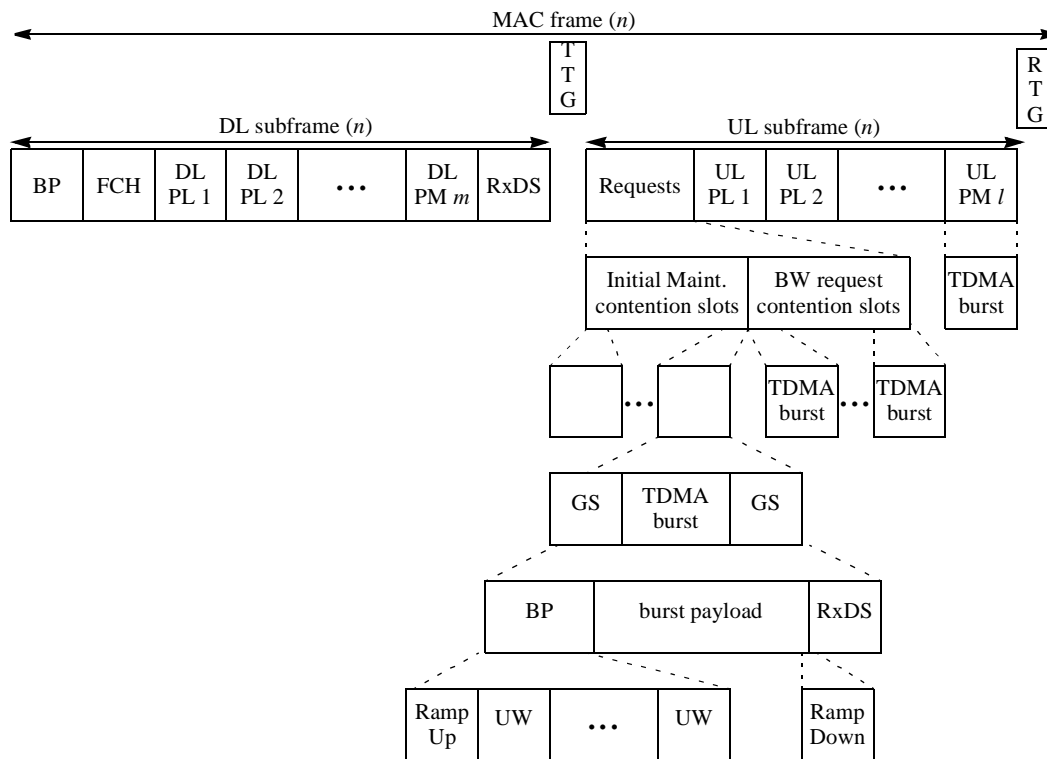 MAC frame (n)
T
T
G
R
T
G
DL subframe (n)
UL subframe (n)
BP
FCH
DL
PL 1
DL
PL 2
•••
DL
PM m
RxDS
Requests
UL
PL 1
UL
PL 2
•••
UL
PM l
Initial Maint.
contention slots
BW request
contention slots
TDMA
burst
•••
TDMA
burst
•••
TDMA
burst
GS
TDMA
burst
GS
BP
burst payload
RxDS
Ramp
Up
UW
•••
UW
Ramp
Down